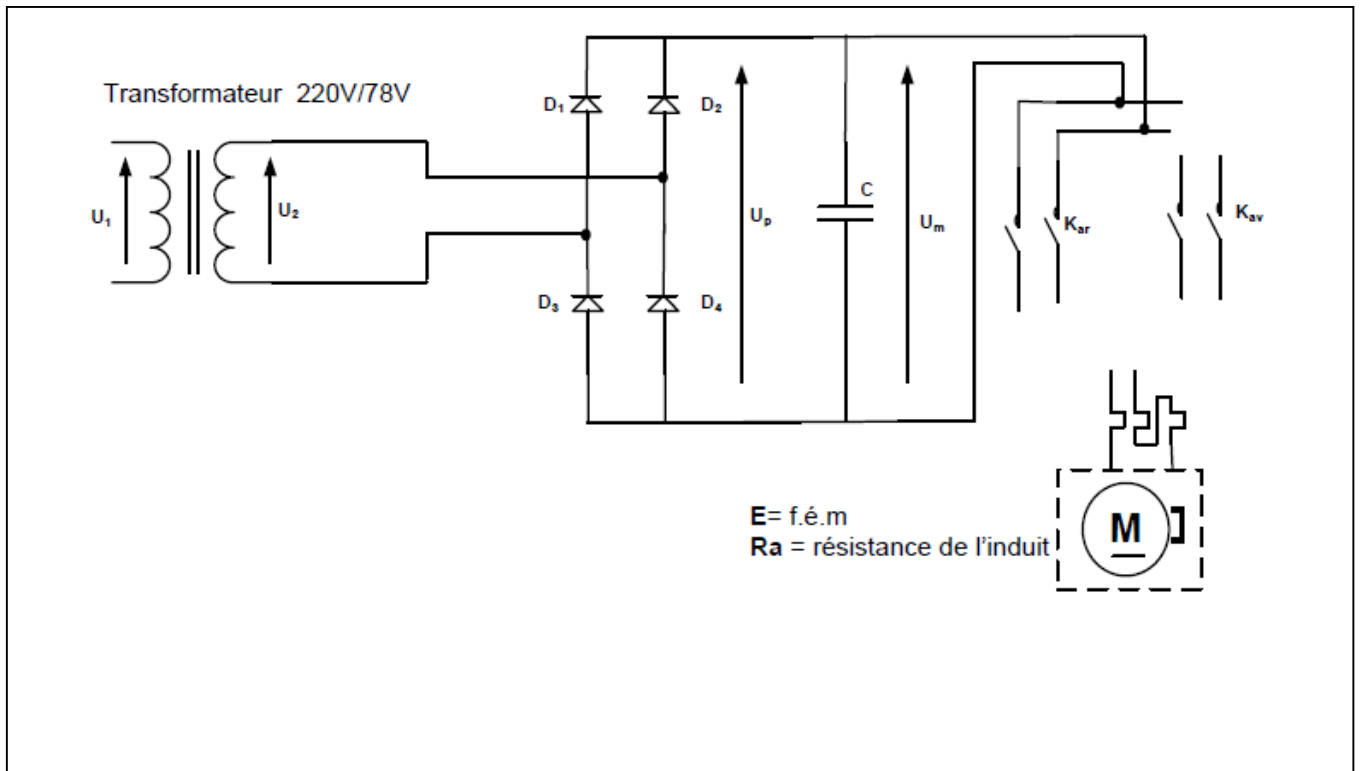 Transformateur 220V/78V
U₁
U₂
D₁
D₂
D₃
D₄
Uₚ
C
Uₘ
Kₐᵣ
Kₐᵥ
E= f.é.m
Ra = résistance de l'induit
M